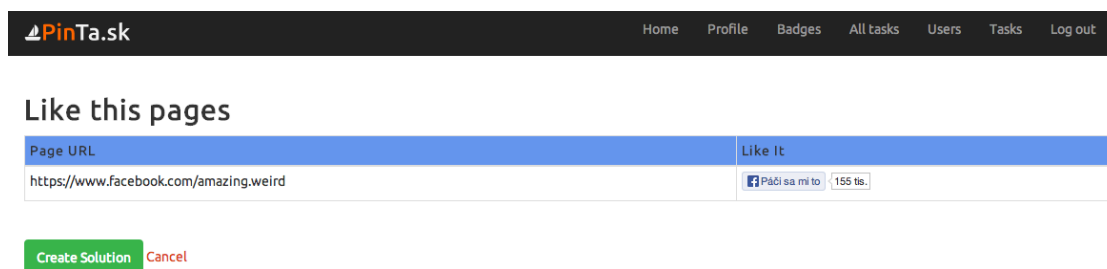 PinTa.sk Home Profile Badges All tasks Users Tasks Log out
Like this pages
Page URL Like It
https://www.facebook.com/amazing.weird Páči sa mi to 155 tis.
Create Solution Cancel